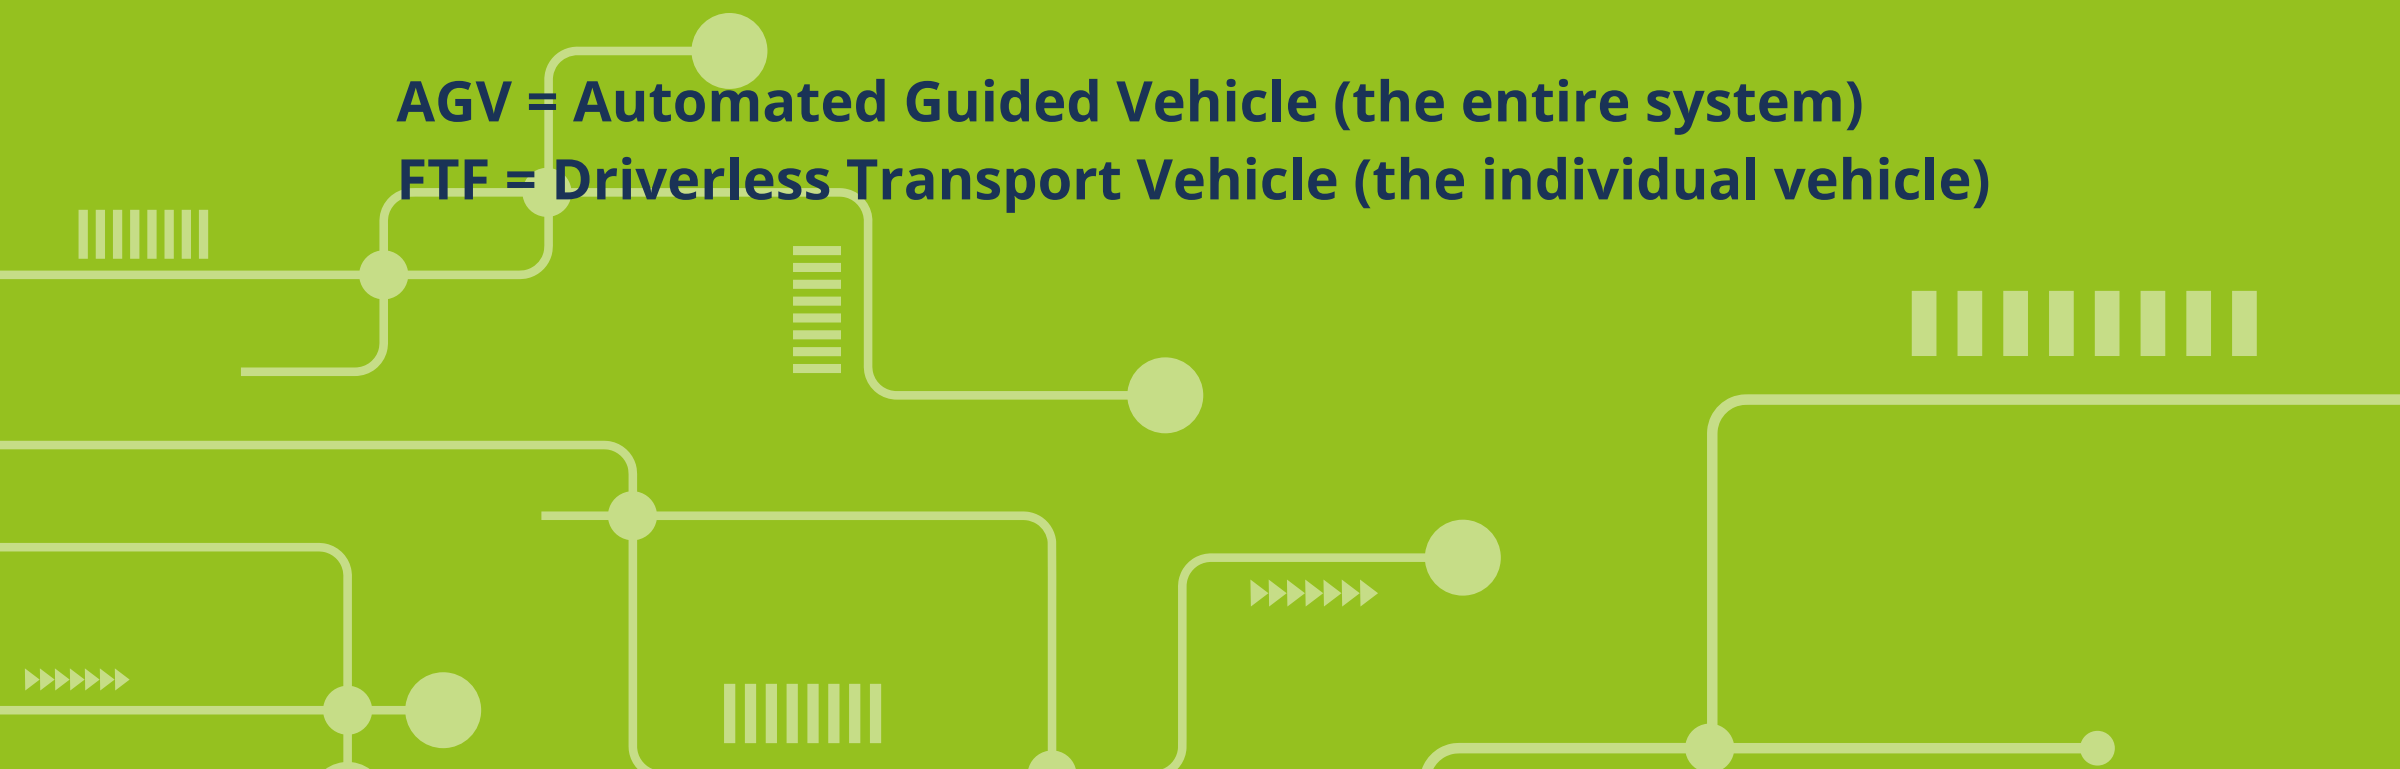 AGV = Automated Guided Vehicle (the entire system)
FTF = Driverless Transport Vehicle (the individual vehicle)